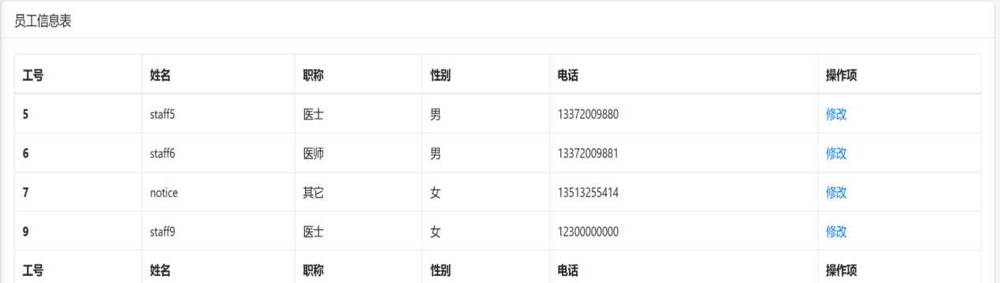 员工信息表
工号 姓名 职称 性别 电话 操作项
5 staff5 医士 男 13372009880 修改
6 staff6 医师 男 13372009881 修改
7 notice 其它 女 13513255414 修改
9 staff9 医士 女 12300000000 修改
工号 姓名 职称 性别 电话 操作项